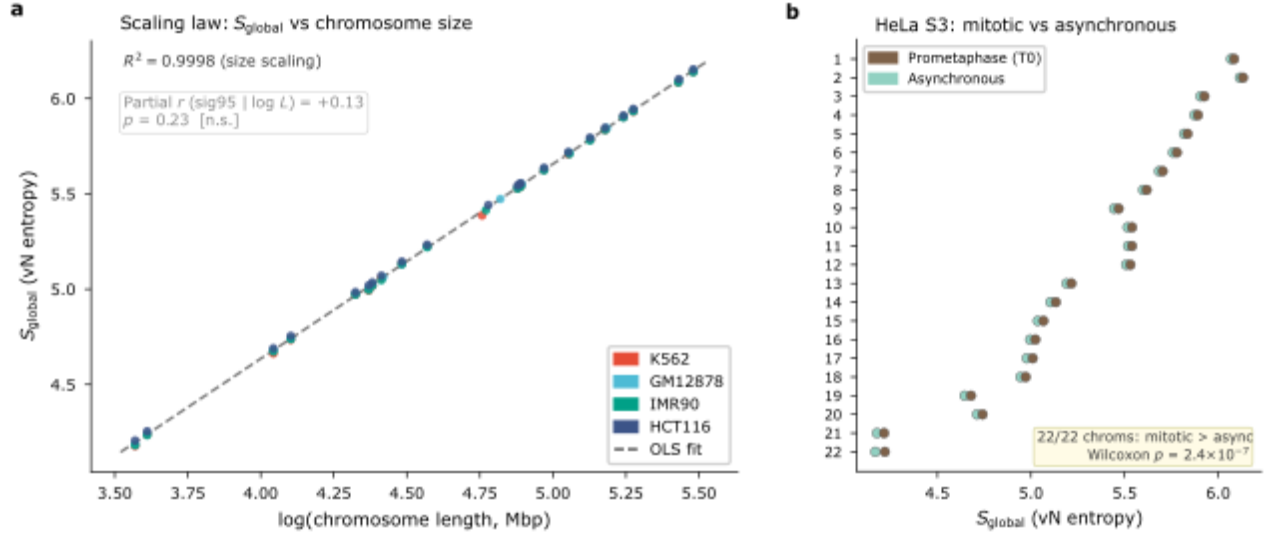 a
Scaling law: S_global vs chromosome size
R² = 0.9998 (size scaling)
Partial r (sig95 | log L) = +0.13
p = 0.23 [n.s.]
S_global (vN entropy)
6.0
5.5
5.0
4.5
K562
GM12878
IMR90
HCT116
OLS fit
3.50 3.75 4.00 4.25 4.50 4.75 5.00 5.25 5.50
log(chromosome length, Mbp)
b
HeLa S3: mitotic vs asynchronous
Prometaphase (T0)
Asynchronous
1
2
3
4
5
6
7
8
9
10
11
12
13
14
15
16
17
18
19
20
21
22
22/22 chroms: mitotic > async
Wilcoxon p = 2.4×10⁻⁷
4.5 5.0 5.5 6.0
S_global (vN entropy)